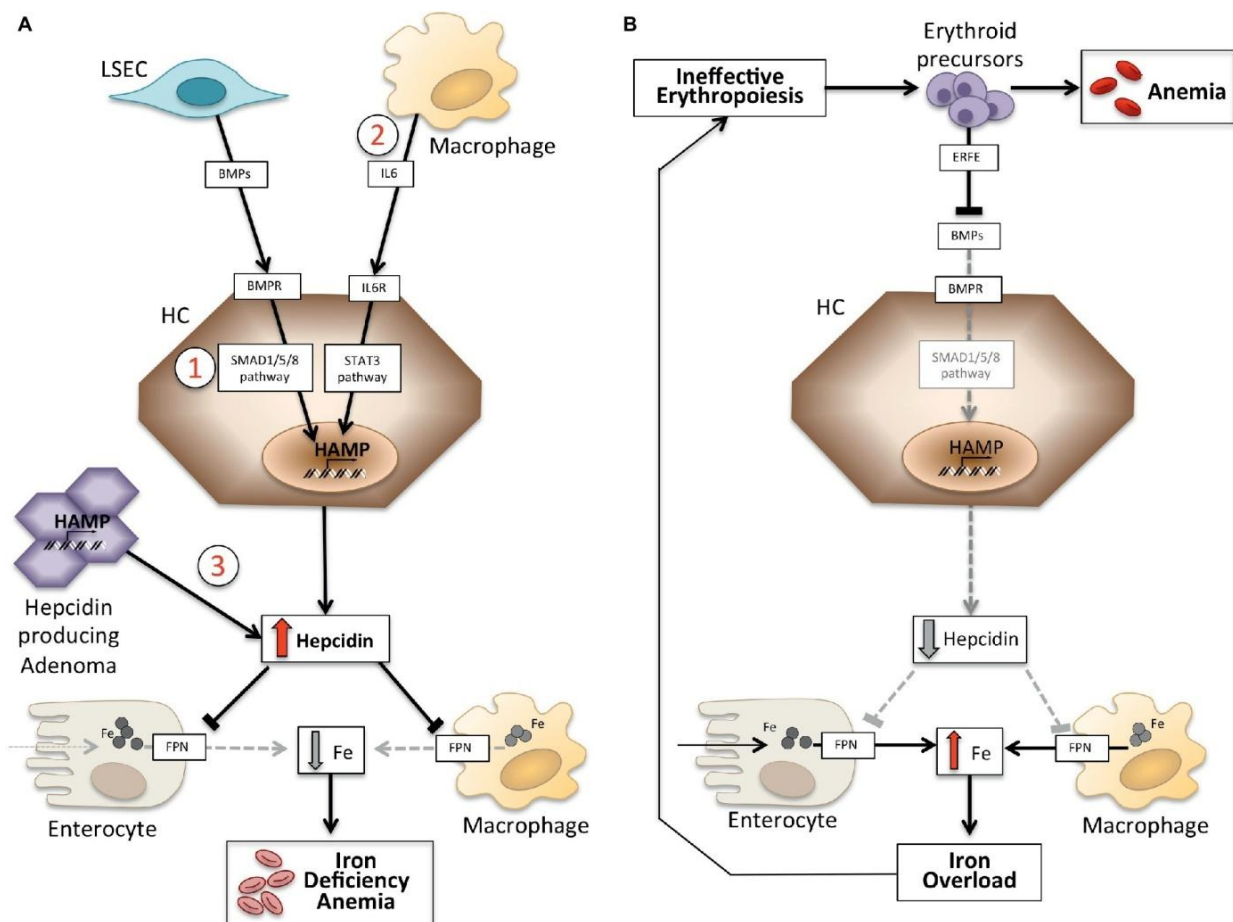 A
LSEC
2
Macrophage
BMPs
IL6
BMPR
IL6R
HC
1
SMAD1/5/8
pathway
STAT3
pathway
HAMP
HAMP
3
Hepcidin
producing
Adenoma
Hepcidin
Fe
FPN
Fe
FPN
Fe
Enterocyte
Macrophage
Iron
Deficiency
Anemia
B
Ineffective
Erythropoiesis
Erythroid
precursors
Anemia
ERFE
BMPs
BMPR
HC
SMAD1/5/8
pathway
HAMP
Hepcidin
Fe
FPN
Fe
FPN
Fe
Enterocyte
Macrophage
Iron
Overload